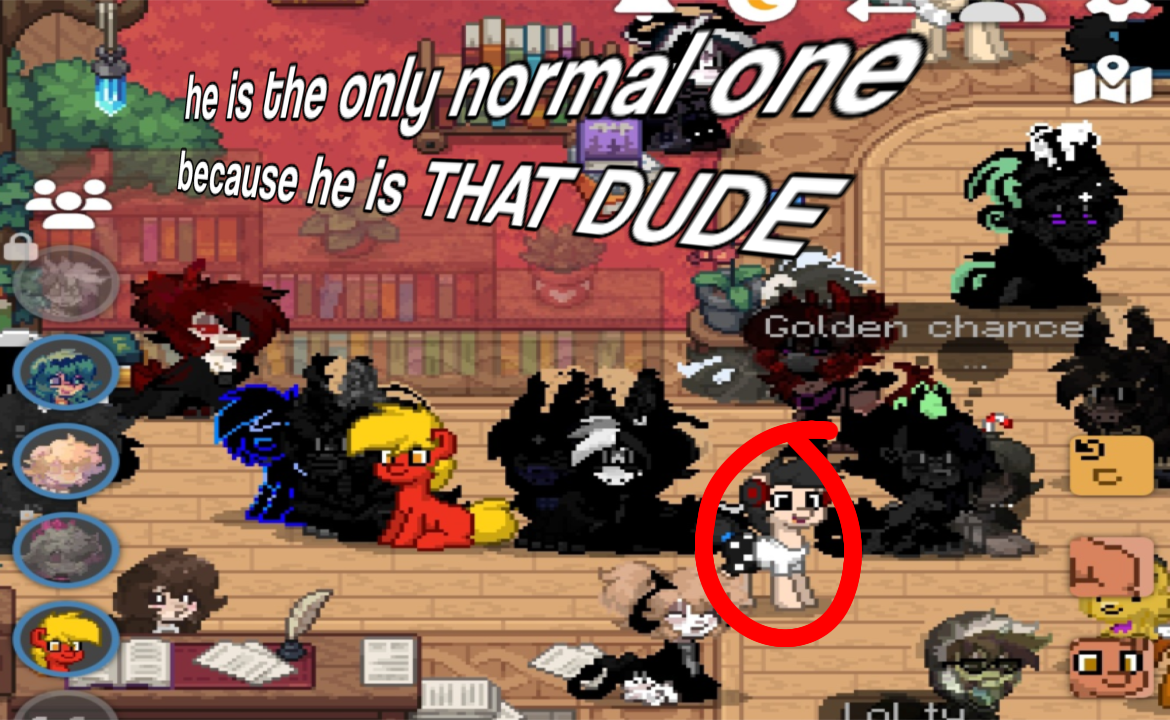 he is the only normal one
because he is THAT DUDE
Golden chance
...
Lol ty